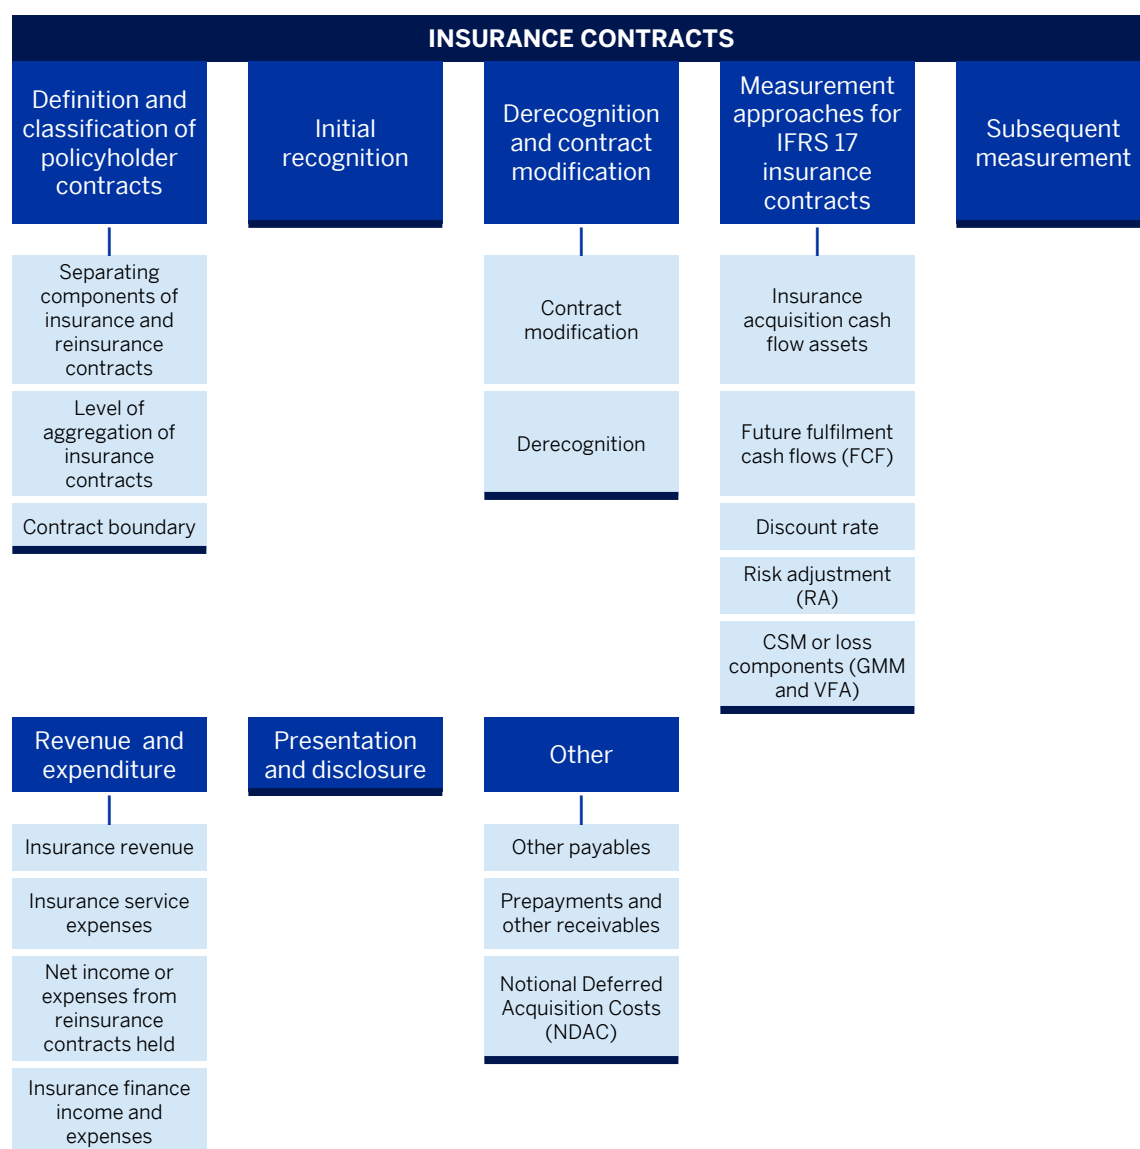 INSURANCE CONTRACTS
Definition and
classification of
policyholder
contracts
Separating
components of
insurance and
reinsurance
contracts
Level of
aggregation of
insurance
contracts
Contract boundary
Initial
recognition
Derecognition
and contract
modification
Contract
modification
Derecognition
Measurement
approaches for
IFRS 17
insurance
contracts
Insurance
acquisition cash
flow assets
Future fulfilment
cash flows (FCF)
Discount rate
Risk adjustment
(RA)
CSM or loss
components (GMM
and VFA)
Subsequent
measurement
Revenue and
expenditure
Insurance revenue
Insurance service
expenses
Net income or
expenses from
reinsurance
contracts held
Insurance finance
income and
expenses
Presentation
and disclosure
Other
Other payables
Prepayments and
other receivables
Notional Deferred
Acquisition Costs
(NDAC)